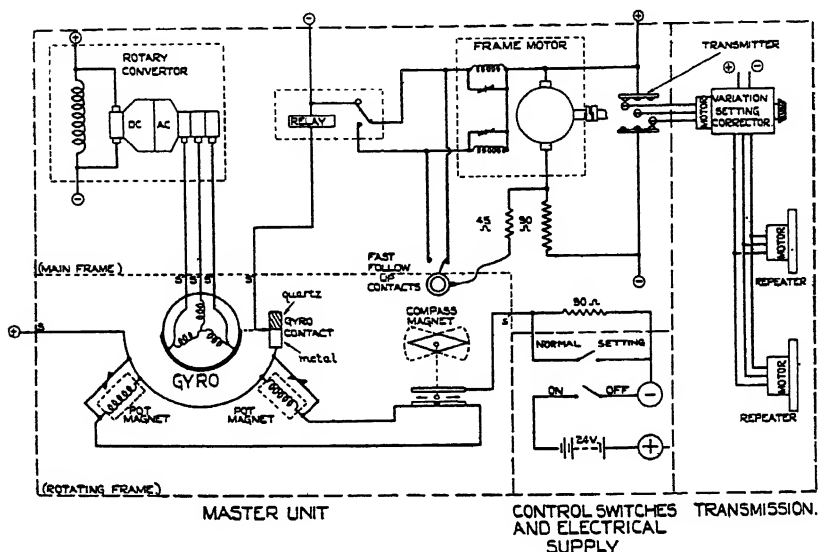 ROTARY
CONVERTOR
DC
AC
RELAY
FRAME MOTOR
TRANSMITTER
MOTOR
VARIATION
SETTING
CORRECTOR
45
Ω
90
Ω
FAST
FOLLOW
UP
CONTACTS
MOTOR
REPEATER
(MAIN FRAME)
S
S
S
S
quartz
GYRO
CONTACT
metal
COMPASS
MAGNET
90 Ω
S
S
NORMAL
SETTING
GYRO
POT
MAGNET
POT
MAGNET
ON
OFF
24V
MOTOR
REPEATER
(ROTATING FRAME)
MASTER UNIT
CONTROL SWITCHES
AND ELECTRICAL
SUPPLY
TRANSMISSION.